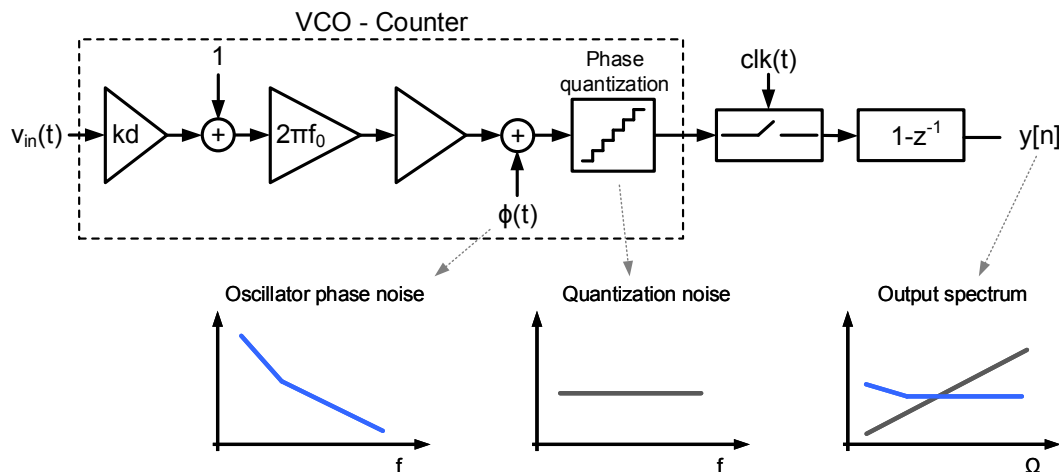 VCO - Counter
1
Phase
quantization
clk(t)
v_in(t)
kd
+
2πf₀
+
1-z⁻¹
y[n]
ϕ(t)
Oscillator phase noise
Quantization noise
Output spectrum
f
f
Ω